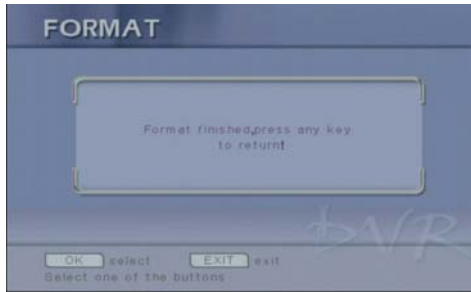 FORMAT
Format finished,press any key
to return!
DVR
OK select EXIT exit
Select one of the buttons